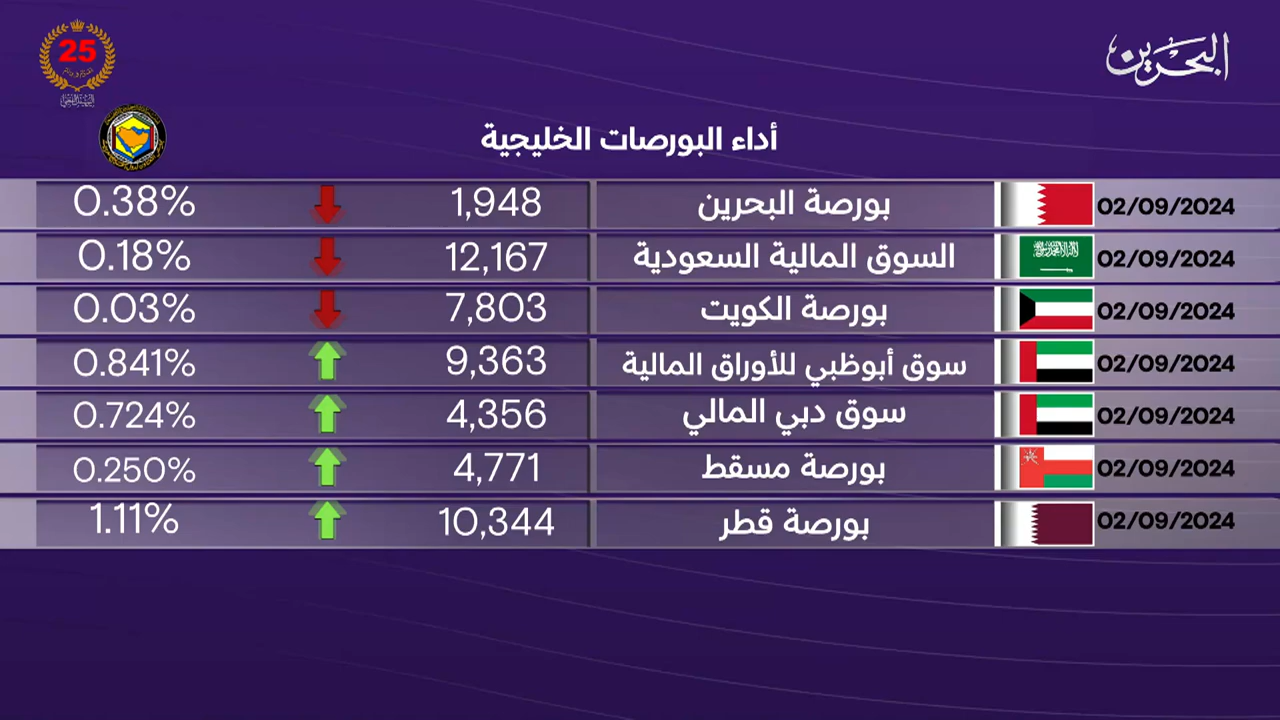 البحرين
25
أداء البورصات الخليجية
02/09/2024 بورصة البحرين 1,948 0.38%
02/09/2024 السوق المالية السعودية 12,167 0.18%
02/09/2024 بورصة الكويت 7,803 0.03%
02/09/2024 سوق أبوظبي للأوراق المالية 9,363 0.841%
02/09/2024 سوق دبي المالي 4,356 0.724%
02/09/2024 بورصة مسقط 4,771 0.250%
02/09/2024 بورصة قطر 10,344 1.11%